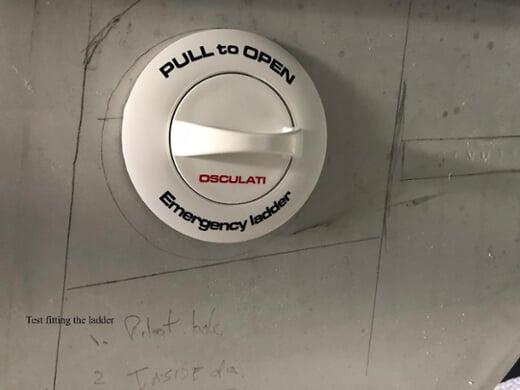 PULL to OPEN
OSCULATI
Emergency ladder
Test fitting the ladder
1. Pilot hole
2 INSIDE dia